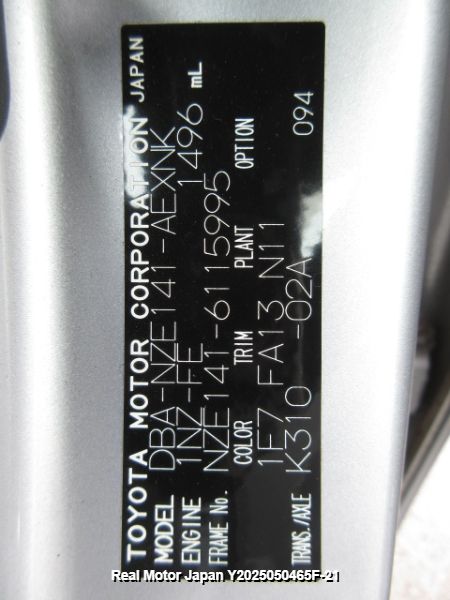 TOYOTA MOTOR CORPORATION JAPAN
MODEL DBA-NZE141-AEXNK
ENGINE 1NZ-FE 1496 mL
FRAME No. NZE141-6115995
COLOR TRIM PLANT OPTION
1F7 FA13 N11
TRANS./AXLE K310 -02A 094
Real Motor Japan Y2025050465F-21